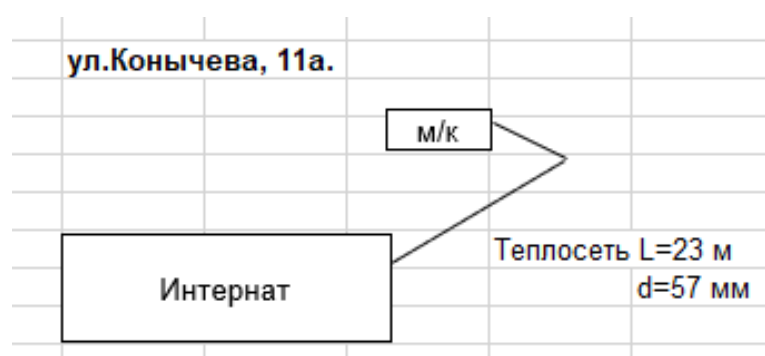 ул.Конычева, 11а.
м/к
Теплосеть L=23 м
Интернат
d=57 мм